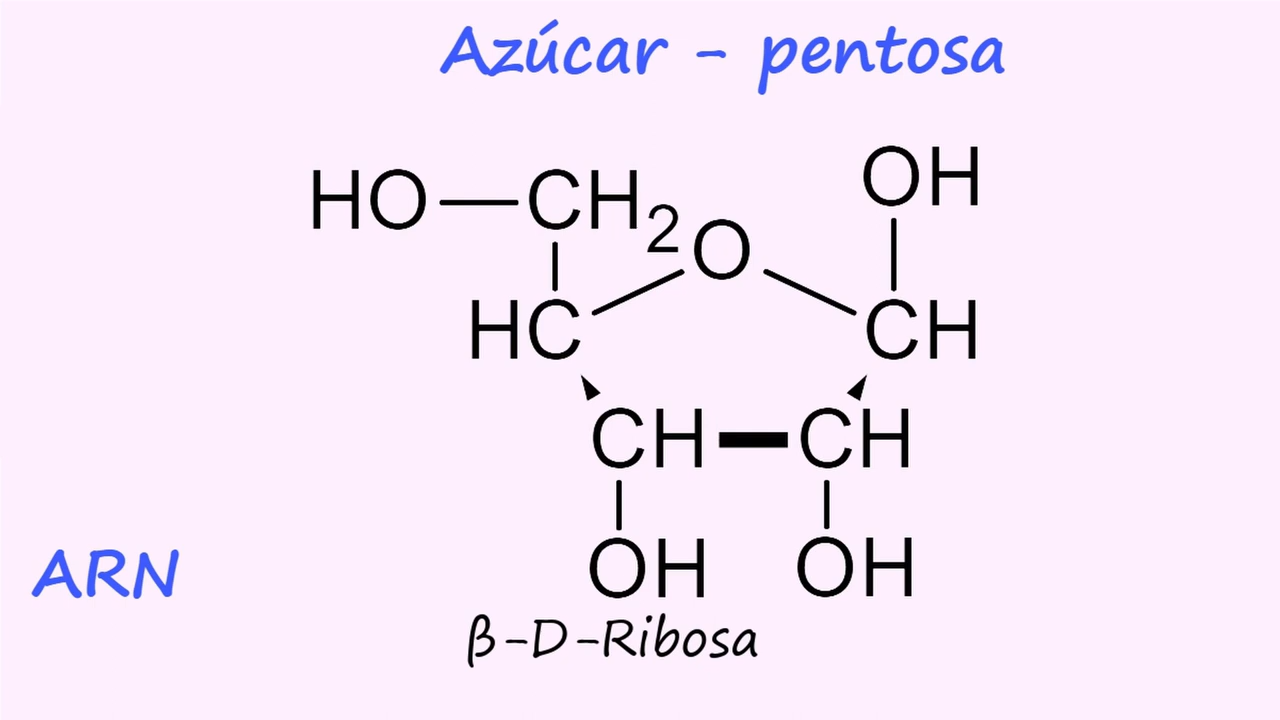 Azúcar - pentosa
OH
HO—CH2
O
HC
CH
CH
CH
OH
OH
ARN
β-D-Ribosa